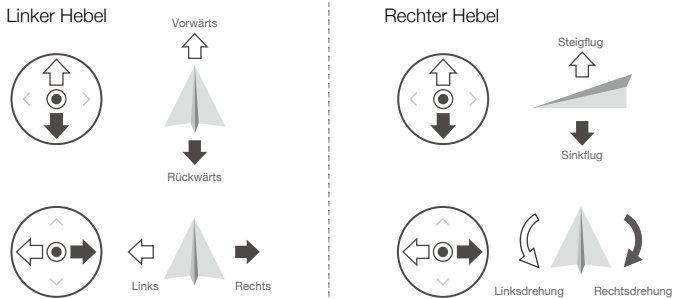 Linker Hebel
Vorwärts
Rückwärts
Links
Rechts
Rechter Hebel
Steigflug
Sinkflug
Linksdrehung
Rechtsdrehung